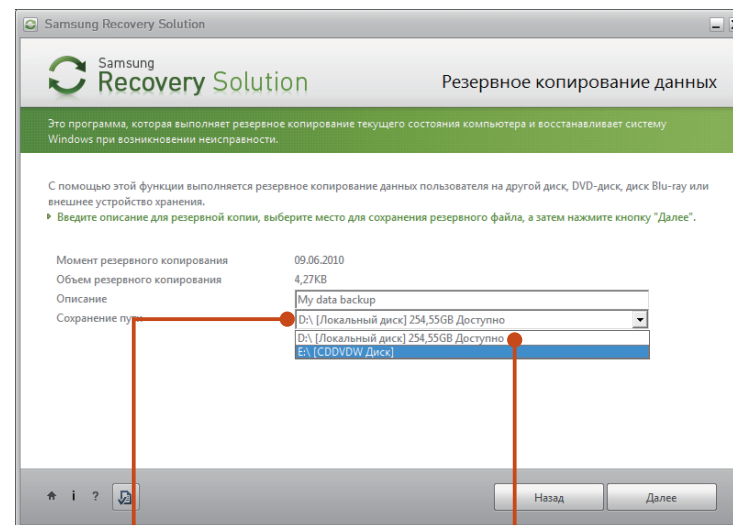 Samsung Recovery Solution
Samsung
Recovery Solution
Резервное копирование данных
Это программа, которая выполняет резервное копирование текущего состояния компьютера и восстанавливает систему
Windows при возникновении неисправности.
С помощью этой функции выполняется резервное копирование данных пользователя на другой диск, DVD-диск, диск Blu-ray или
внешнее устройство хранения.
Введите описание для резервной копии, выберите место для сохранения резервного файла, а затем нажмите кнопку "Далее".
Момент резервного копирования 09.06.2010
Объем резервного копирования 4,27KB
Описание My data backup
Сохранение пути D:\ [Локальный диск] 254,55GB Доступно
D:\ [Локальный диск] 254,55GB Доступно
E:\ [CDDVDW Диск]
i ? Назад Далее